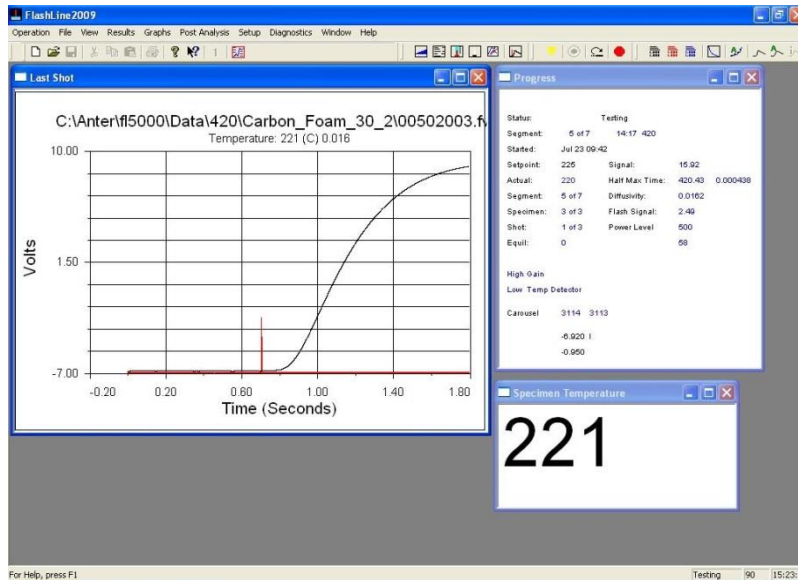 FlashLine2009
Operation File View Results Graphs Post Analysis Setup Diagnostics Window Help
Last Shot
C:\Anter\fl5000\Data\420\Carbon_Foam_30_2\00502003.f
Temperature: 221 (C) 0.016
10.00
1.50
-7.00
Volts
-0.20 0.20 0.60 1.00 1.40 1.80
Time (Seconds)
Progress
Status: Testing
Segment: 5 of 7 14:17 420
Started: Jul 23 09:42
Setpoint: 225 Signal: 15.92
Actual: 220 Half Max Time: 420.43 0.000438
Segment: 5 of 7 Diffusivity: 0.0162
Specimen: 3 of 3 Flash Signal: 2.49
Shot: 1 of 3 Power Level 500
Equil: 0 58
High Gain
Low Temp Detector
Carousel 3114 3113
-6.920 I
-0.950
Specimen Temperature
221
For Help, press F1
Testing 90 15:23: